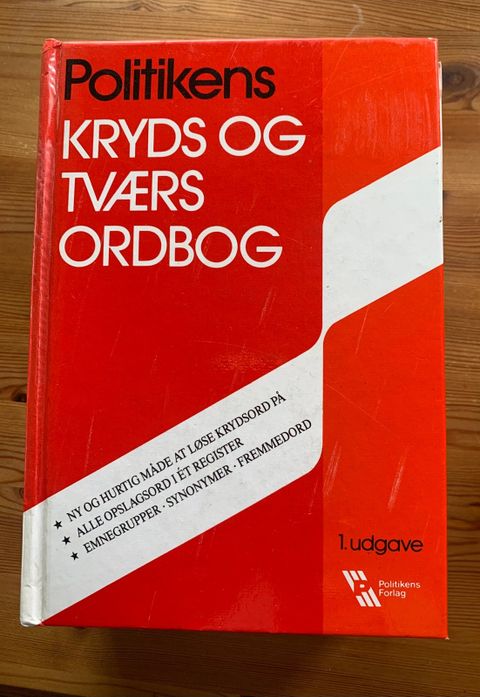 Politikens
KRYDS OG
TVÆRS
ORDBOG
★ NY OG HURTIG MÅDE AT LØSE KRYDSORD PÅ
★ ALLE OPSLAGSORD I ÉT REGISTER
★ EMNEGRUPPER · SYNONYMER · FREMMEDORD
1. udgave
Politikens
Forlag